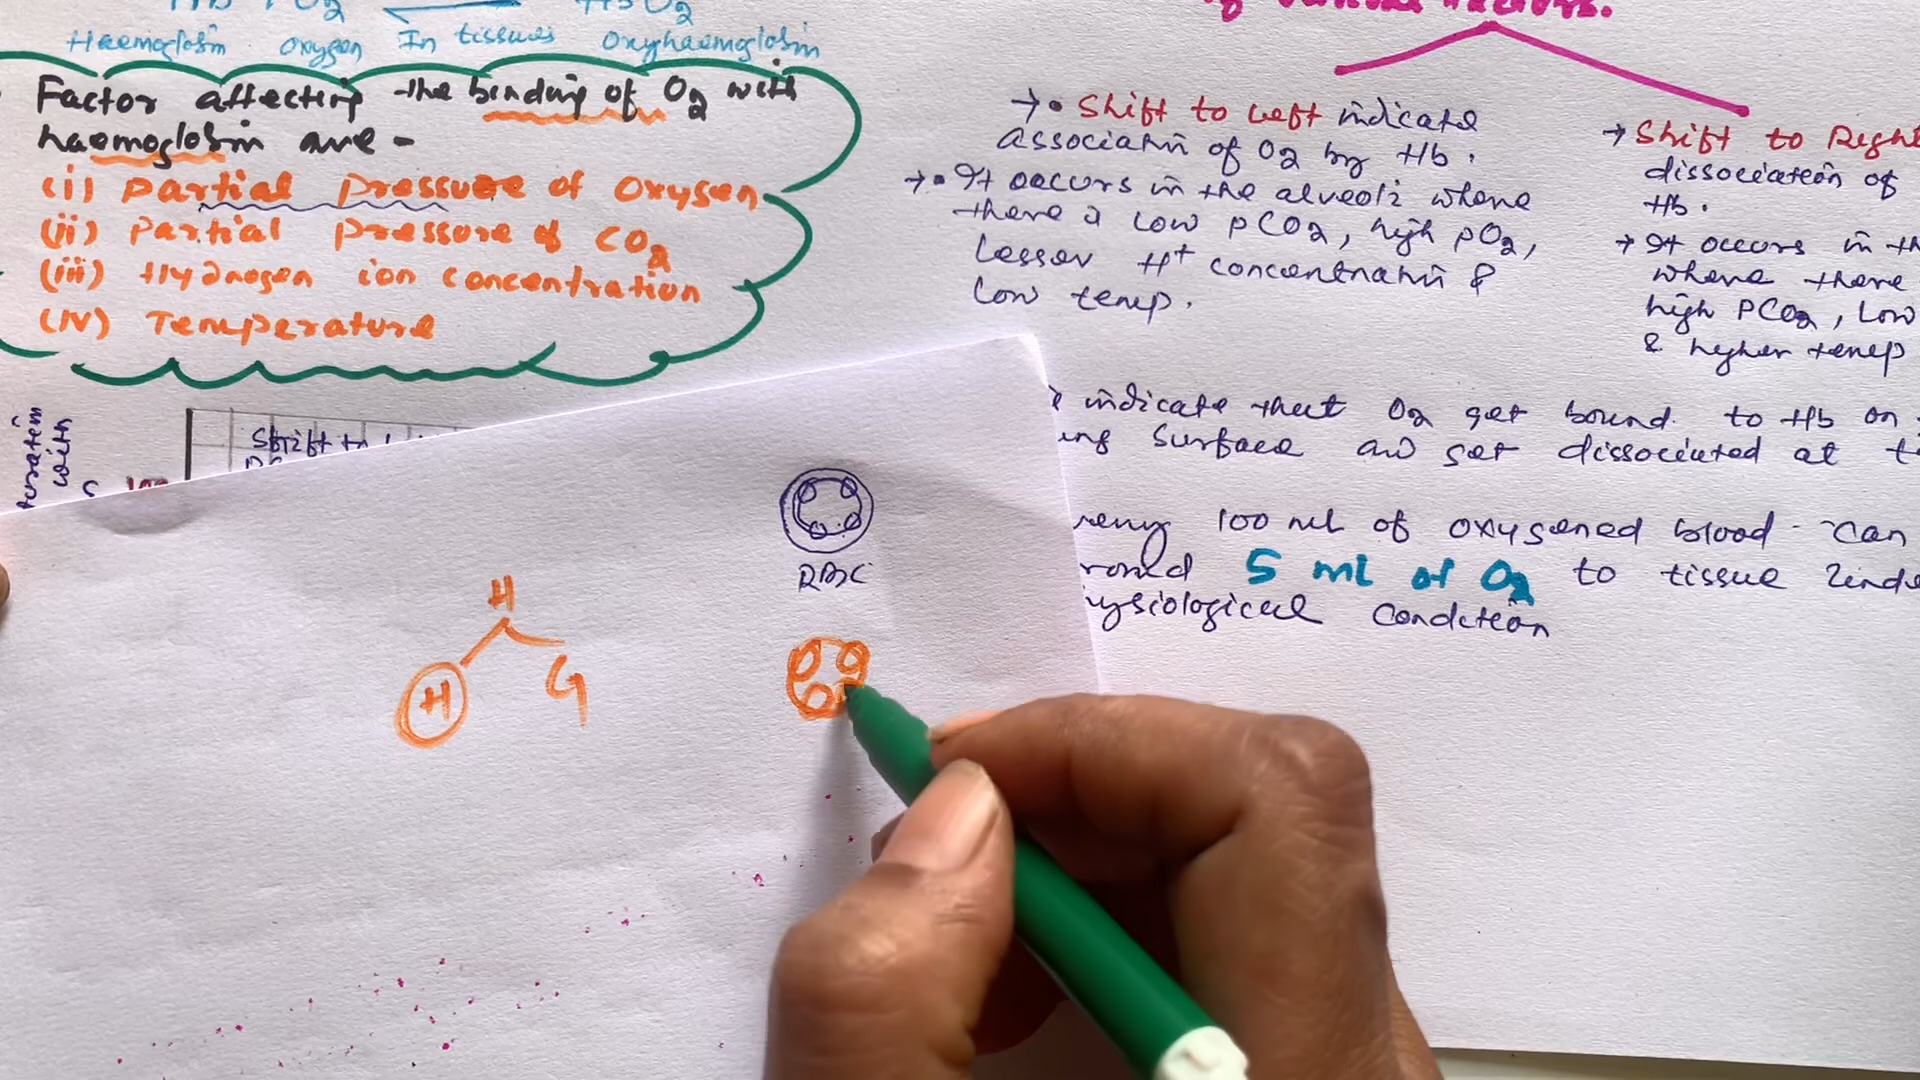 Haemoglobin oxygen In tissues Oxyhaemoglobin
Factor affecting the binding of O2 with
haemoglobin are -
(i) Partial pressure of Oxygen
(ii) Partial pressure of CO2
(iii) Hydrogen ion concentration
(iv) Temperature
→ • Shift to Left indicate
association of O2 by Hb.
→ • It occurs in the alveoli where
there is low pCO2, high pO2,
Lesser H+ concentration &
Low temp.
→ Shift to Right
dissociation of
Hb.
→ It occurs in th
where there
high PCO2, Low
& higher temp
indicate that O2 get bound to Hb on
surface and get dissociated at
100 ml of oxygened blood can
5 ml of O2 to tissue
condition
Shift to
RBC
H
H
G